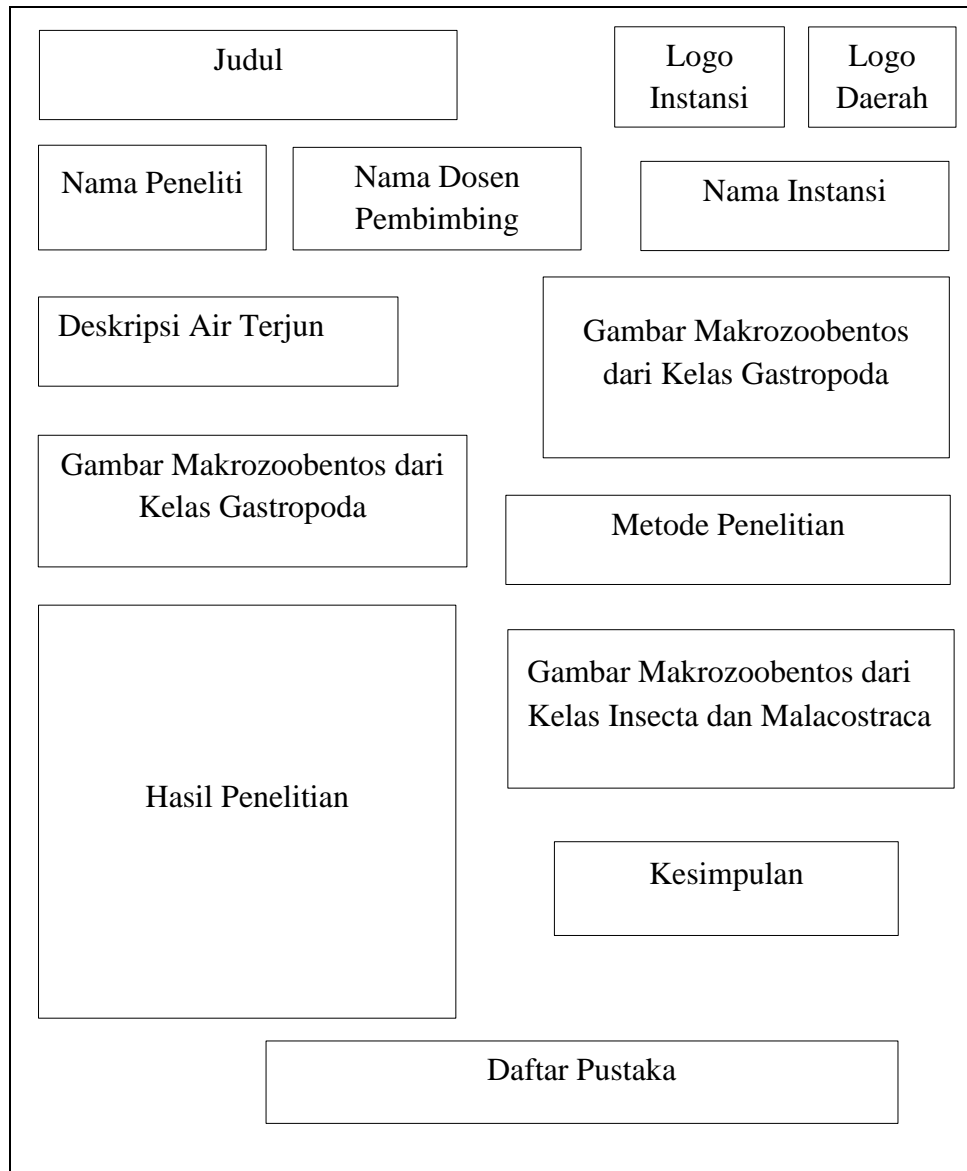 Judul
Logo
Instansi
Logo
Daerah
Nama Peneliti
Nama Dosen
Pembimbing
Nama Instansi
Deskripsi Air Terjun
Gambar Makrozoobentos
dari Kelas Gastropoda
Gambar Makrozoobentos dari
Kelas Gastropoda
Metode Penelitian
Hasil Penelitian
Gambar Makrozoobentos dari
Kelas Insecta dan Malacostraca
Kesimpulan
Daftar Pustaka